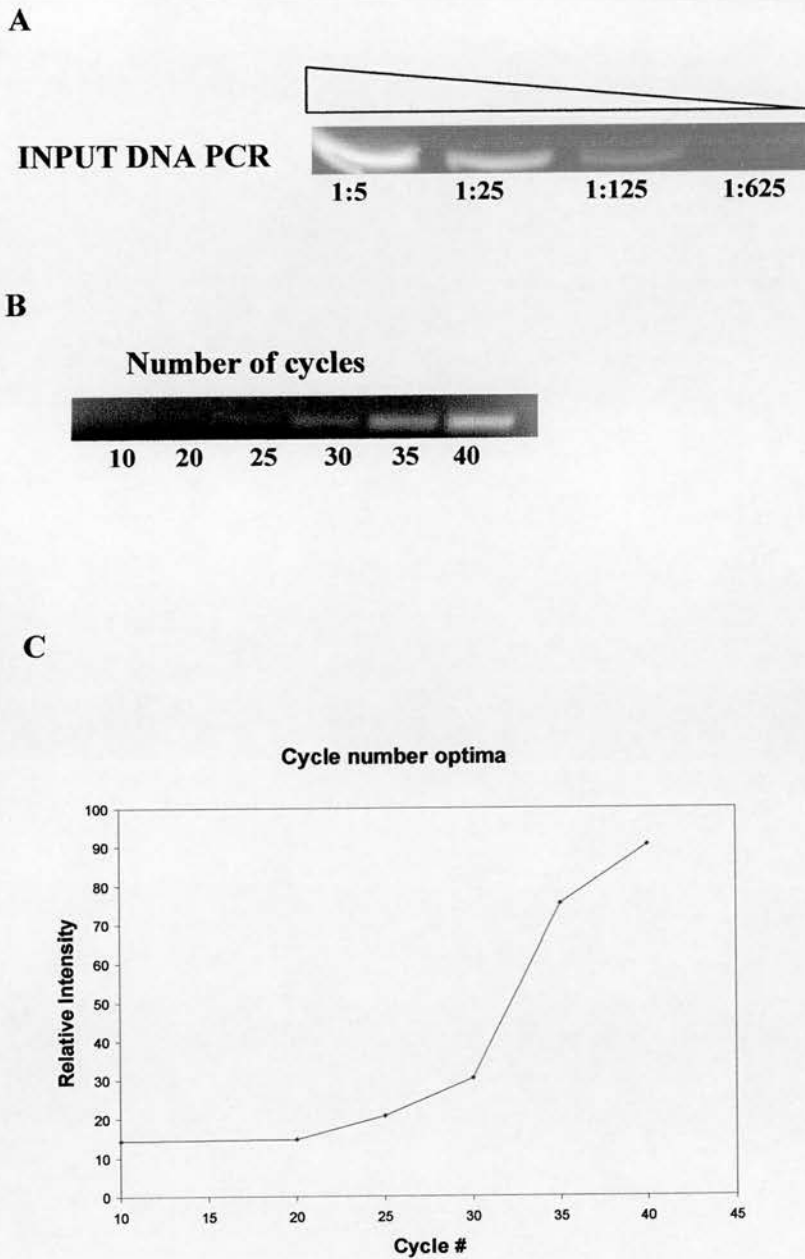 A
INPUT DNA PCR
1:5 1:25 1:125 1:625
B
Number of cycles
10 20 25 30 35 40
C
Cycle number optima
Relative Intensity
100
90
80
70
60
50
40
30
20
10
0
10 15 20 25 30 35 40 45
Cycle #